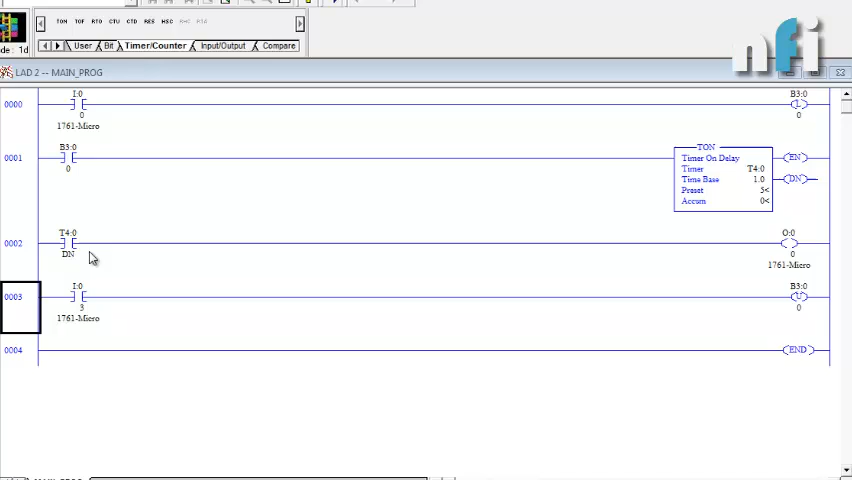 TON TOF RTO CTU CTD RES HSC RHC RAC
User Bit Timer/Counter Input/Output Compare
nfi
LAD 2 -- MAIN_PROG
0000 I:0 0 1761-Micro B3:0 L 0
0001 B3:0 0 TON EN
Timer On Delay
Timer T4:0
Time Base 1.0 DN
Preset 5<
Accum 0<
0002 T4:0 DN O:0 0 1761-Micro
0003 I:0 3 1761-Micro B3:0 U 0
0004 END